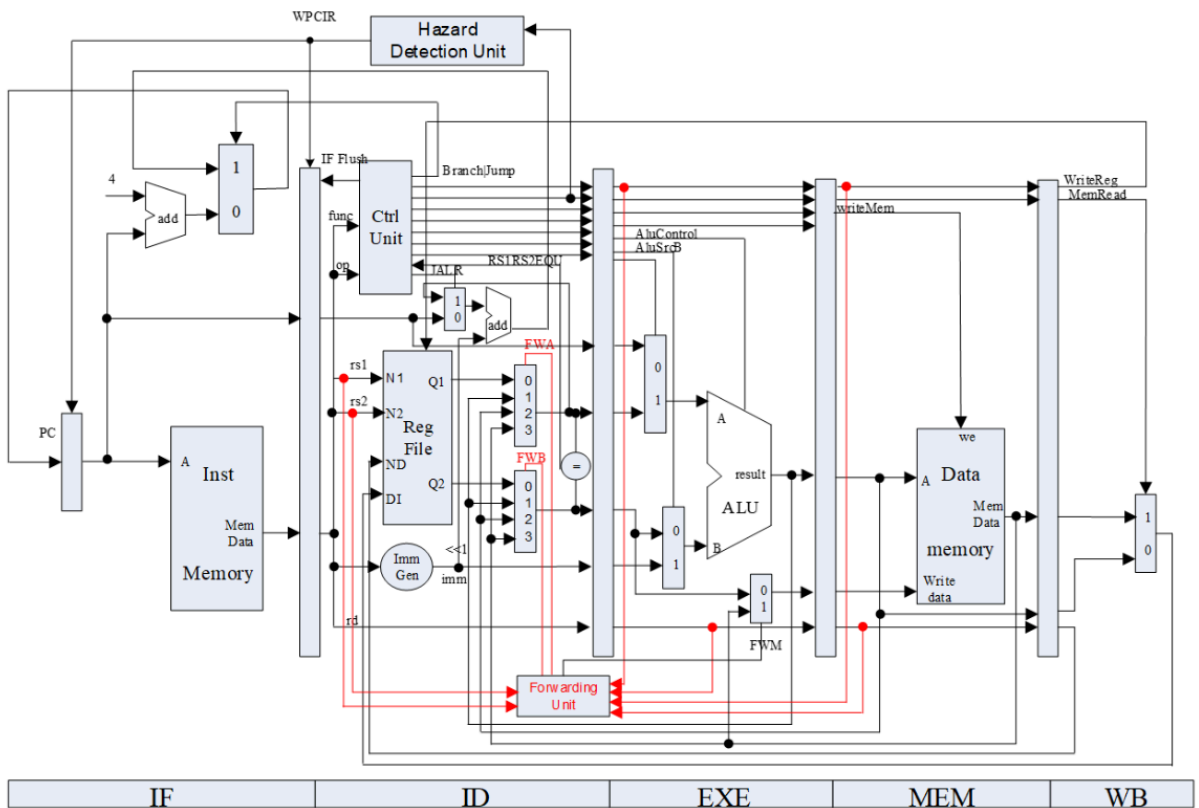 WPCIR
Hazard
Detection Unit
IF Flush
Branch|Jump
WriteReg
MemRead
writeMem
4
add
1
0
func
Ctrl
Unit
op
AluControl
AluSrcB
RS1RS2EQU
JALR
1
0
add
FWA
rs1
N1
Q1
0
1
2
3
rs2
N2
Reg
File
ND
DI
Q2
FWB
0
1
2
3
=
0
1
A
result
ALU
B
0
1
PC
A
Inst
Memory
Mem
Data
we
A
Data
memory
Mem
Data
Write
data
1
0
Imm
Gen
<<1
imm
0
1
FWM
rd
Forwarding
Unit
IF
ID
EXE
MEM
WB